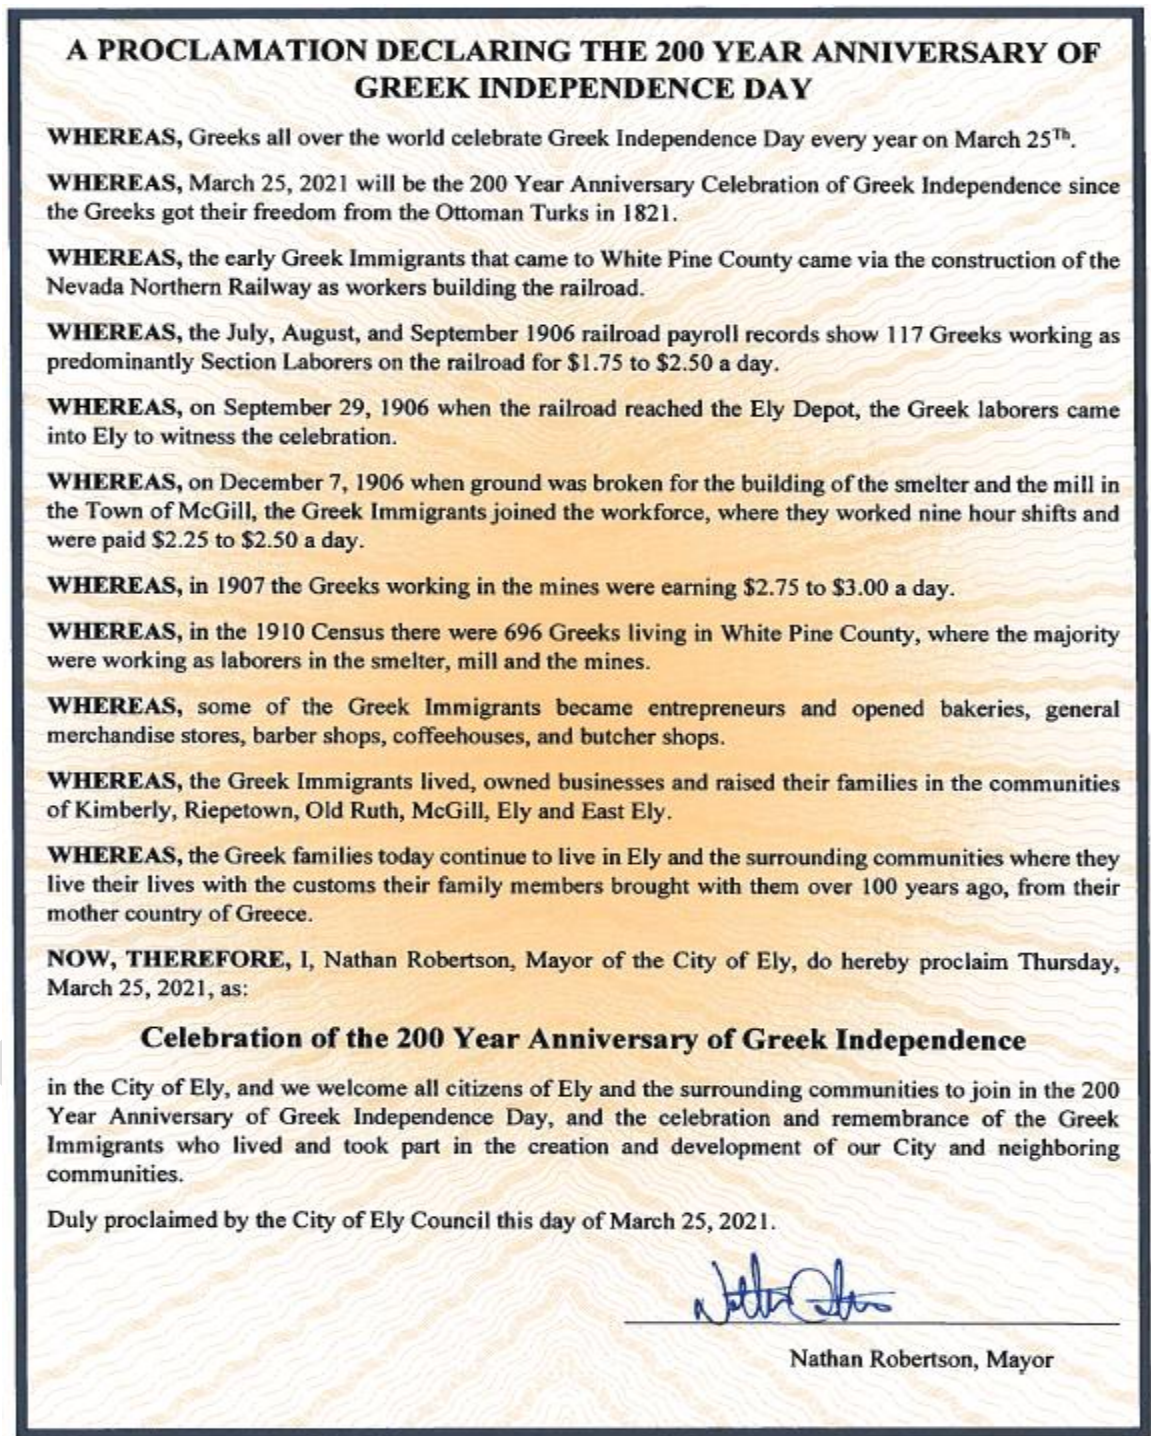 A PROCLAMATION DECLARING THE 200 YEAR ANNIVERSARY OF
GREEK INDEPENDENCE DAY
WHEREAS, Greeks all over the world celebrate Greek Independence Day every year on March 25Th.
WHEREAS, March 25, 2021 will be the 200 Year Anniversary Celebration of Greek Independence since
the Greeks got their freedom from the Ottoman Turks in 1821.
WHEREAS, the early Greek Immigrants that came to White Pine County came via the construction of the
Nevada Northern Railway as workers building the railroad.
WHEREAS, the July, August, and September 1906 railroad payroll records show 117 Greeks working as
predominantly Section Laborers on the railroad for $1.75 to $2.50 a day.
WHEREAS, on September 29, 1906 when the railroad reached the Ely Depot, the Greek laborers came
into Ely to witness the celebration.
WHEREAS, on December 7, 1906 when ground was broken for the building of the smelter and the mill in
the Town of McGill, the Greek Immigrants joined the workforce, where they worked nine hour shifts and
were paid $2.25 to $2.50 a day.
WHEREAS, in 1907 the Greeks working in the mines were earning $2.75 to $3.00 a day.
WHEREAS, in the 1910 Census there were 696 Greeks living in White Pine County, where the majority
were working as laborers in the smelter, mill and the mines.
WHEREAS, some of the Greek Immigrants became entrepreneurs and opened bakeries, general
merchandise stores, barber shops, coffeehouses, and butcher shops.
WHEREAS, the Greek Immigrants lived, owned businesses and raised their families in the communities
of Kimberly, Riepetown, Old Ruth, McGill, Ely and East Ely.
WHEREAS, the Greek families today continue to live in Ely and the surrounding communities where they
live their lives with the customs their family members brought with them over 100 years ago, from their
mother country of Greece.
NOW, THEREFORE, I, Nathan Robertson, Mayor of the City of Ely, do hereby proclaim Thursday,
March 25, 2021, as:
Celebration of the 200 Year Anniversary of Greek Independence
in the City of Ely, and we welcome all citizens of Ely and the surrounding communities to join in the 200
Year Anniversary of Greek Independence Day, and the celebration and remembrance of the Greek
Immigrants who lived and took part in the creation and development of our City and neighboring
communities.
Duly proclaimed by the City of Ely Council this day of March 25, 2021.
Nathan Robertson, Mayor